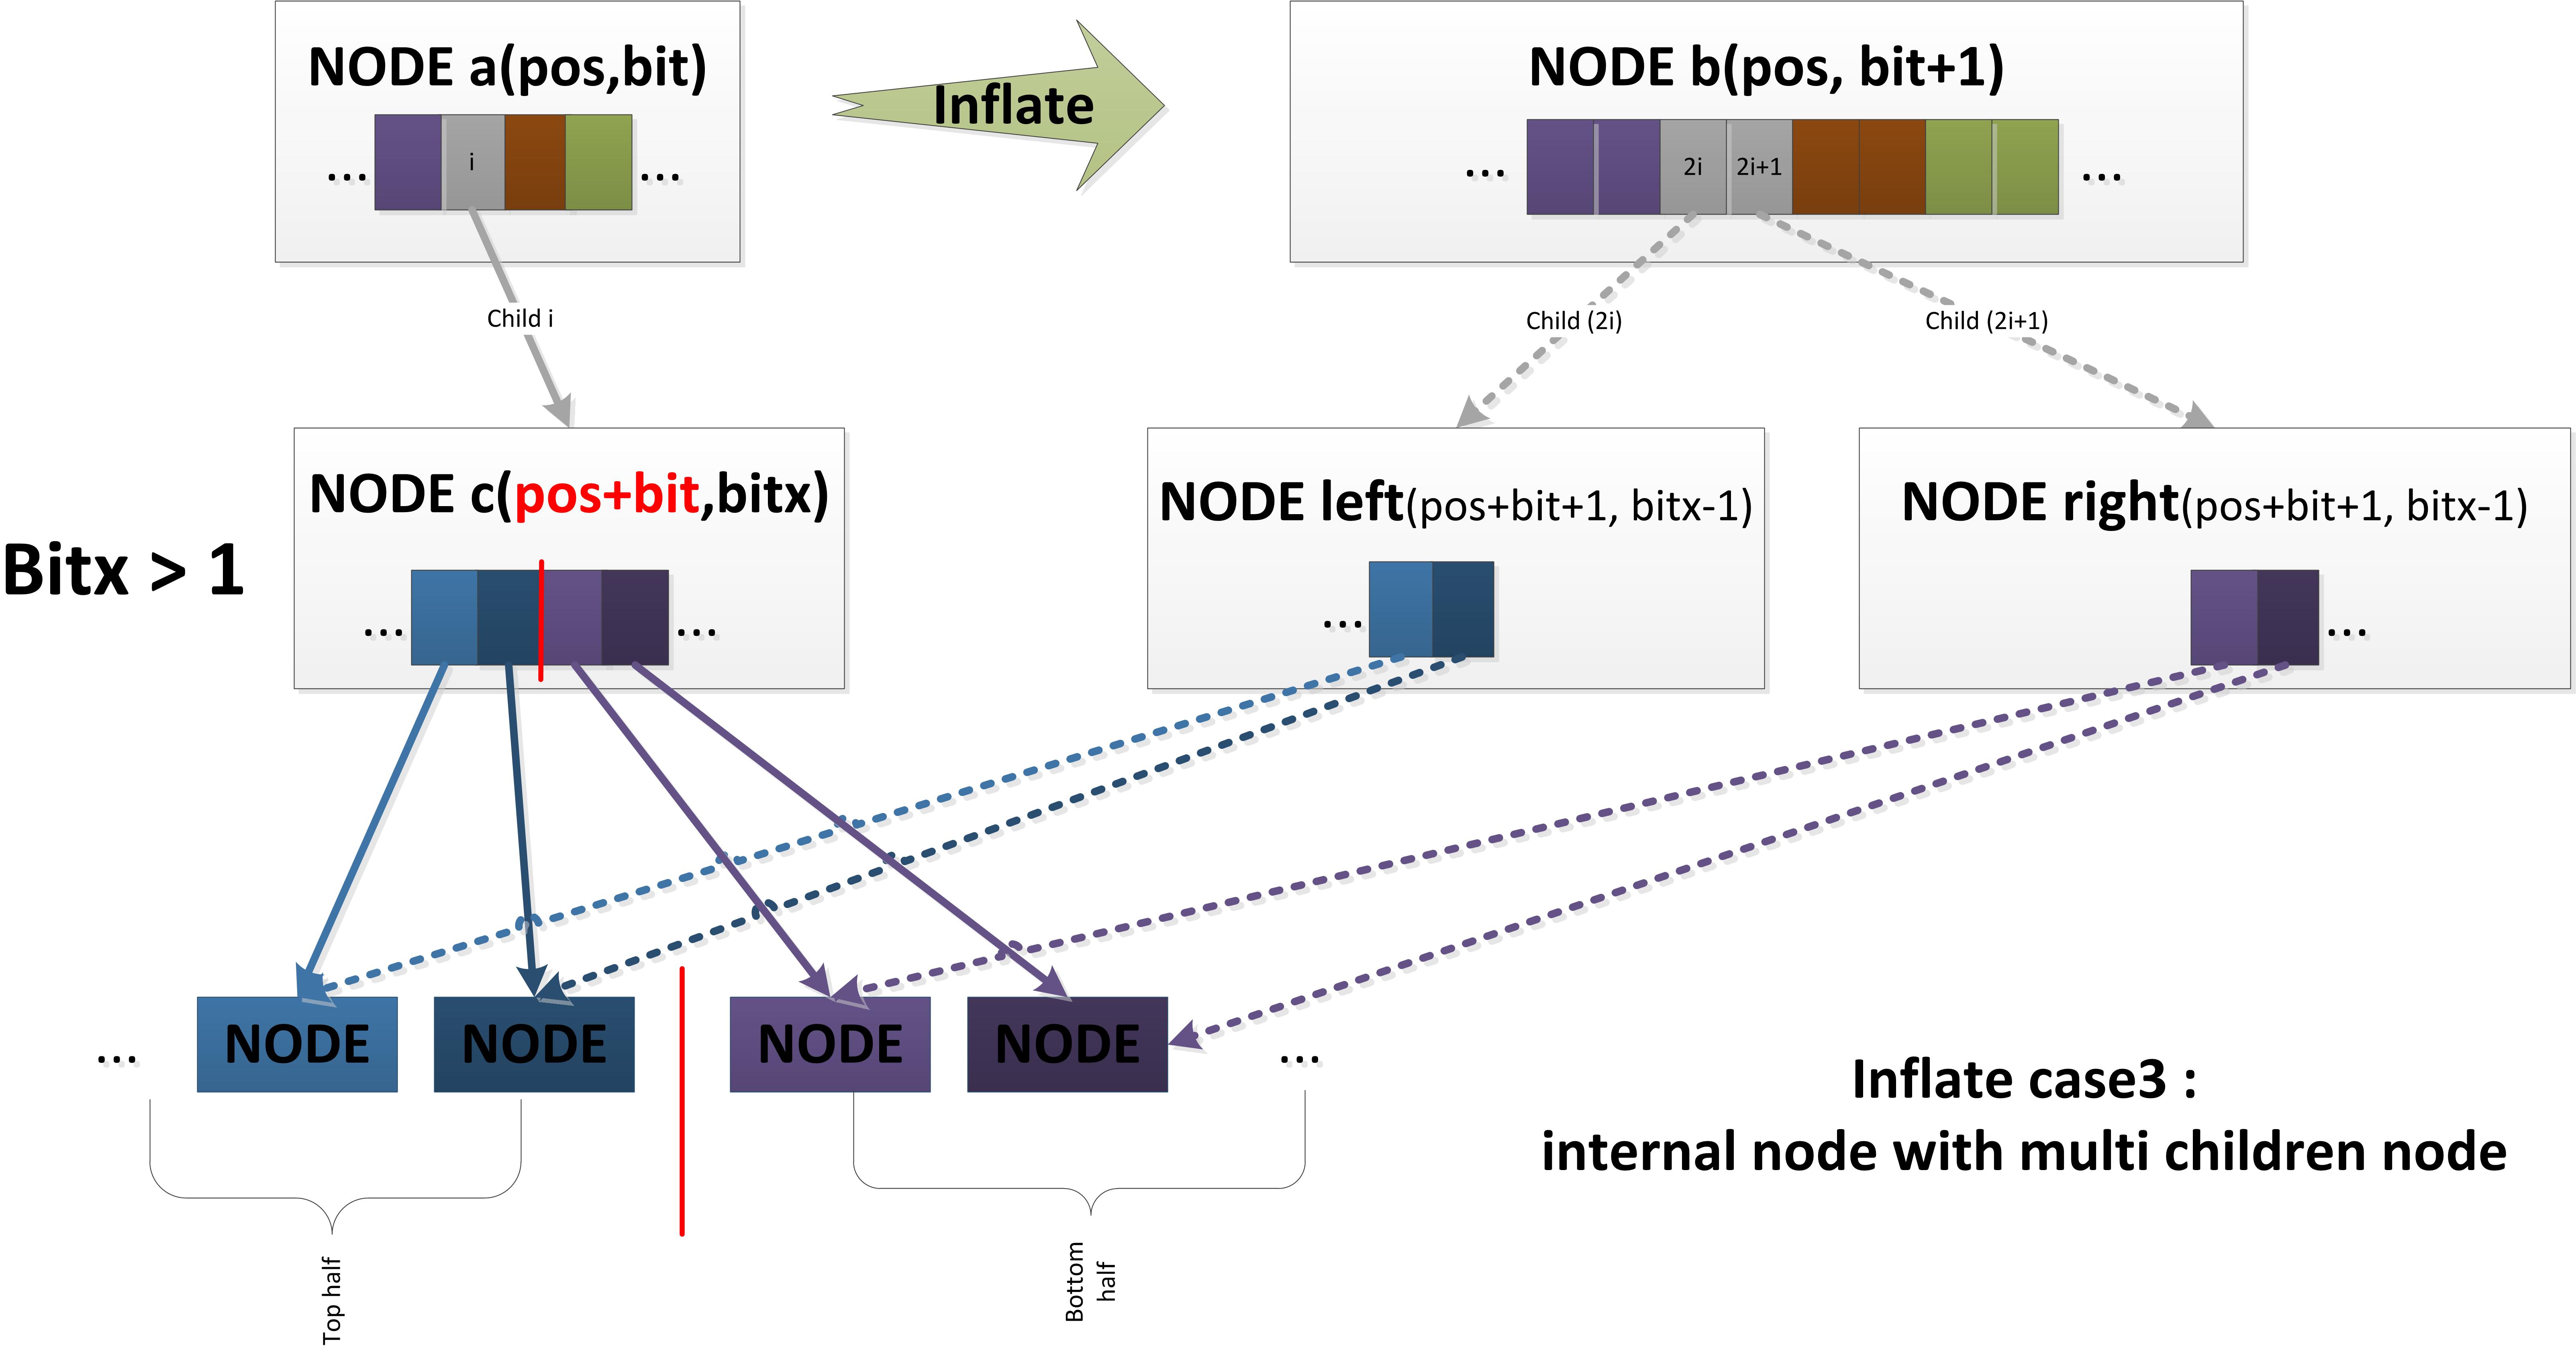 NODE a(pos,bit)
Inflate
NODE b(pos, bit+1)
... i ...
... 2i 2i+1 ...
Child i
Child (2i)
Child (2i+1)
NODE c(pos+bit,bitx)
NODE left(pos+bit+1, bitx-1)
NODE right(pos+bit+1, bitx-1)
Bitx > 1
... ...
...
...
... NODE NODE NODE NODE ...
Inflate case3 :
internal node with multi children node
Top half
Bottom
half